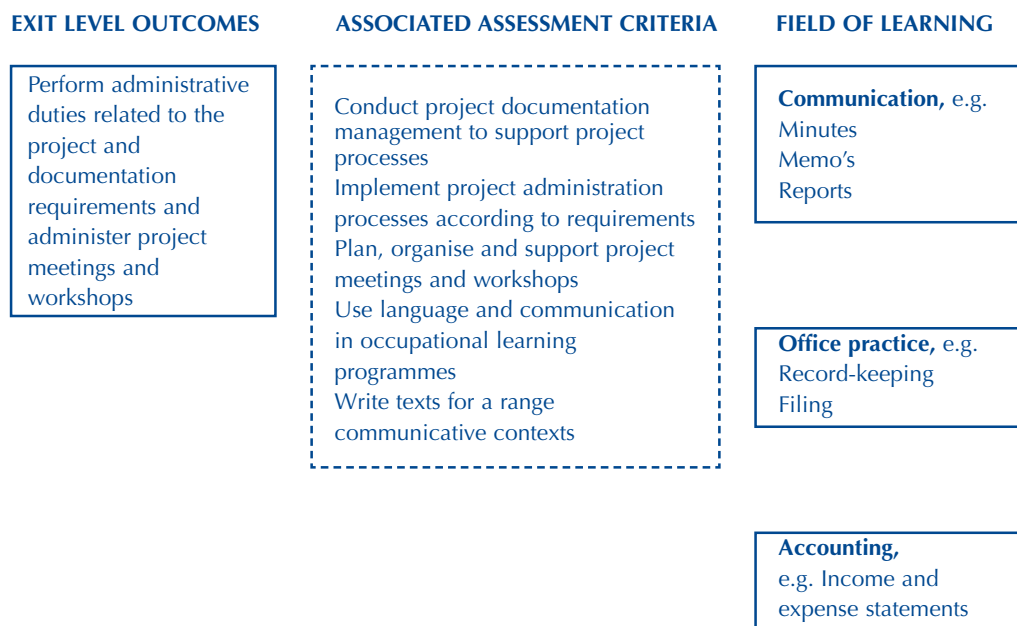 EXIT LEVEL OUTCOMES
Perform administrative
duties related to the
project and
documentation
requirements and
administer project
meetings and
workshops
ASSOCIATED ASSESSMENT CRITERIA
Conduct project documentation
management to support project
processes
Implement project administration
processes according to requirements
Plan, organise and support project
meetings and workshops
Use language and communication
in occupational learning
programmes
Write texts for a range
communicative contexts
FIELD OF LEARNING
Communication, e.g.
Minutes
Memo's
Reports
Office practice, e.g.
Record-keeping
Filing
Accounting,
e.g. Income and
expense statements